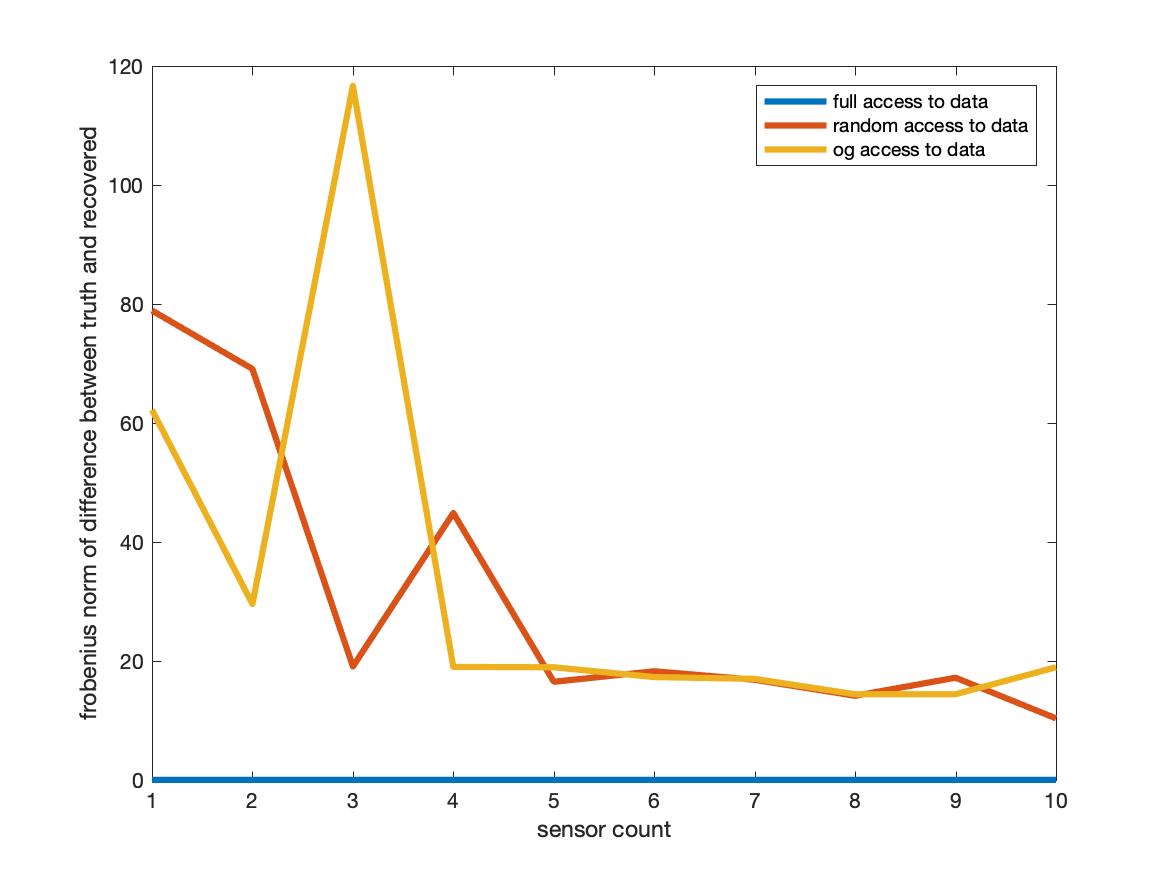 120
100
80
60
40
20
0
frobenius norm of difference between truth and recovered
full access to data
random access to data
og access to data
1 2 3 4 5 6 7 8 9 10
sensor count